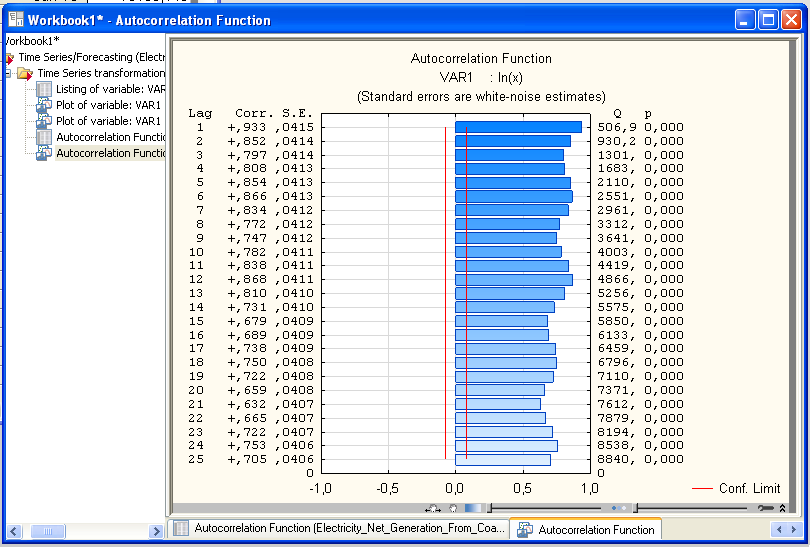 Workbook1* - Autocorrelation Function
Workbook1*
Time Series/Forecasting (Electr
Time Series transformation
Listing of variable: VAR
Plot of variable: VAR1
Plot of variable: VAR1
Autocorrelation Functio
Autocorrelation Functio
Autocorrelation Function
VAR1 : ln(x)
(Standard errors are white-noise estimates)
Lag Corr. S.E. Q p
1 +,933 ,0415 506,9 0,000
2 +,852 ,0414 930,2 0,000
3 +,797 ,0414 1301, 0,000
4 +,808 ,0413 1683, 0,000
5 +,854 ,0413 2110, 0,000
6 +,866 ,0413 2551, 0,000
7 +,834 ,0412 2961, 0,000
8 +,772 ,0412 3312, 0,000
9 +,747 ,0412 3641, 0,000
10 +,782 ,0411 4003, 0,000
11 +,838 ,0411 4419, 0,000
12 +,868 ,0411 4866, 0,000
13 +,810 ,0410 5256, 0,000
14 +,731 ,0410 5575, 0,000
15 +,679 ,0409 5850, 0,000
16 +,689 ,0409 6133, 0,000
17 +,738 ,0409 6459, 0,000
18 +,750 ,0408 6796, 0,000
19 +,722 ,0408 7110, 0,000
20 +,659 ,0408 7371, 0,000
21 +,632 ,0407 7612, 0,000
22 +,665 ,0407 7879, 0,000
23 +,722 ,0407 8194, 0,000
24 +,753 ,0406 8538, 0,000
25 +,705 ,0406 8840, 0,000
0 0
-1,0 -0,5 0,0 0,5 1,0
Conf. Limit
Autocorrelation Function (Electricity_Net_Generation_From_Coa...
Autocorrelation Function